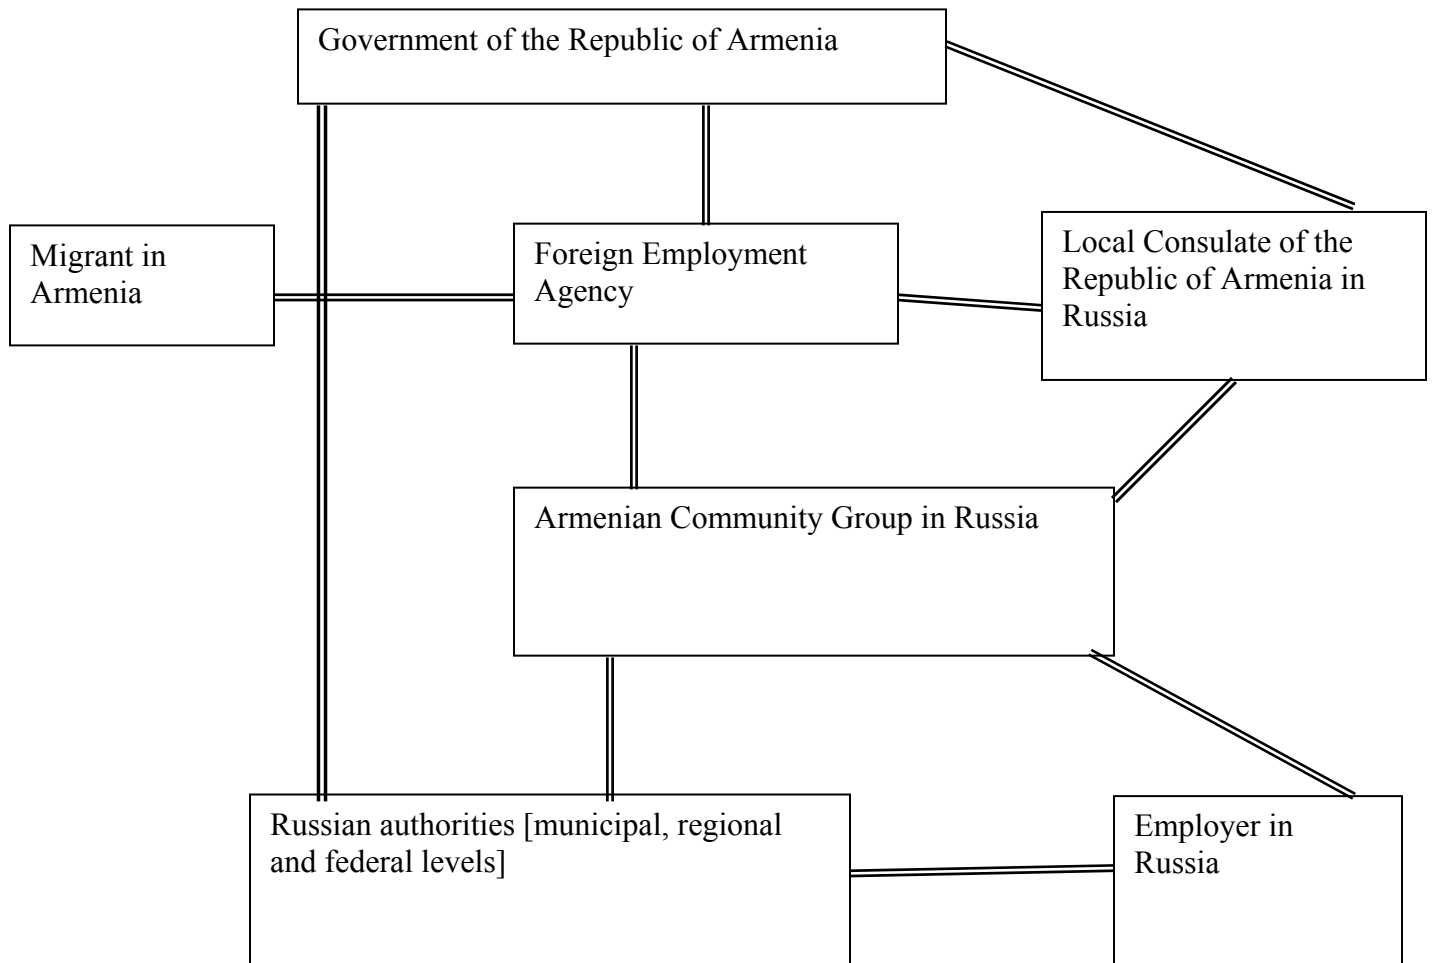 Government of the Republic of Armenia
Migrant in
Armenia
Foreign Employment
Agency
Local Consulate of the
Republic of Armenia in
Russia
Armenian Community Group in Russia
Russian authorities [municipal, regional
and federal levels]
Employer in
Russia